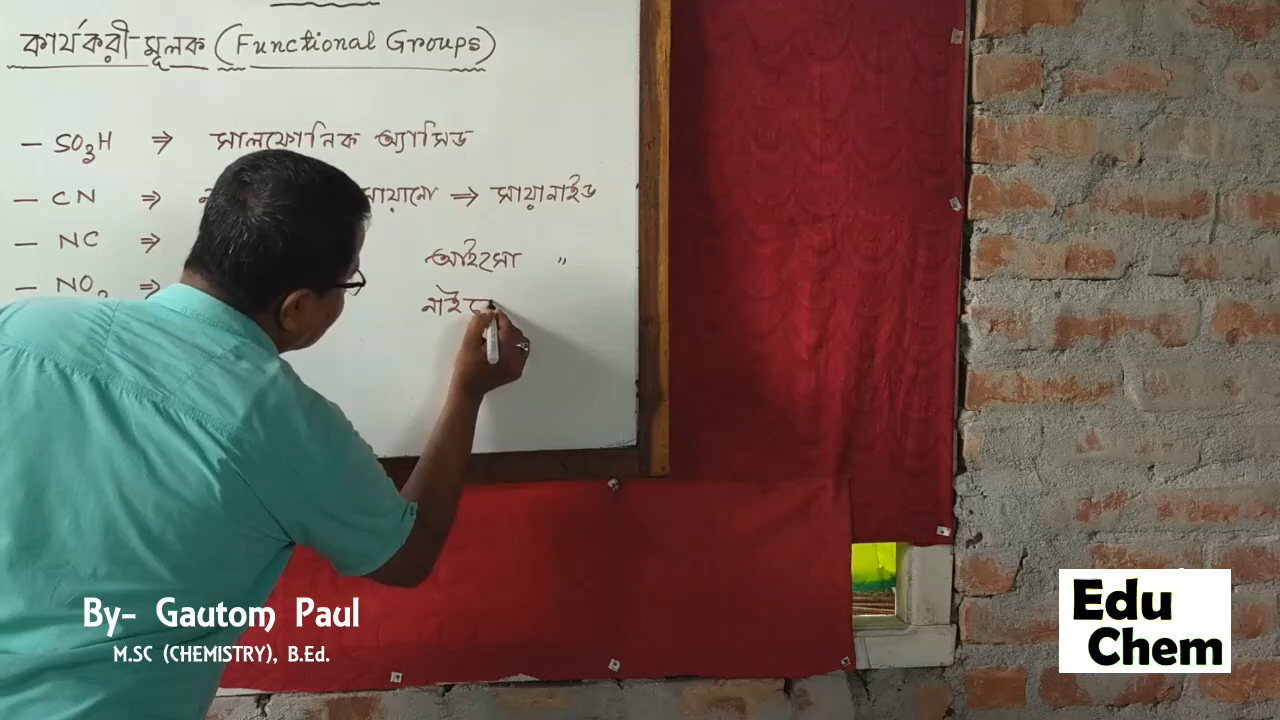 কার্যকরী-মূলক (Functional Groups)
- SO3H ⇒ সালফোনিক অ্যাসিড
- CN ⇒ সায়ানো ⇒ সায়ানাইড
- NC ⇒ আইসো "
- NO2 ⇒
By- Gautom Paul
M.SC (CHEMISTRY), B.Ed.
Edu
Chem